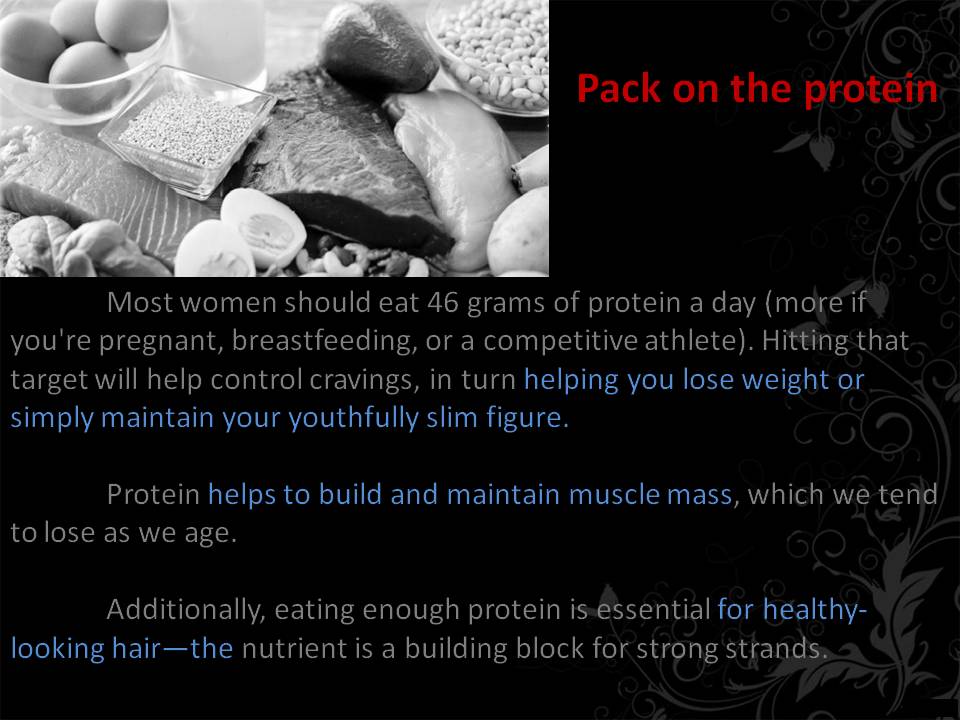 Pack on the protein
Most women should eat 46 grams of protein a day (more if
you're pregnant, breastfeeding, or a competitive athlete). Hitting that
target will help control cravings, in turn helping you lose weight or
simply maintain your youthfully slim figure.
Protein helps to build and maintain muscle mass, which we tend
to lose as we age.
Additionally, eating enough protein is essential for healthy-
looking hair—the nutrient is a building block for strong strands.